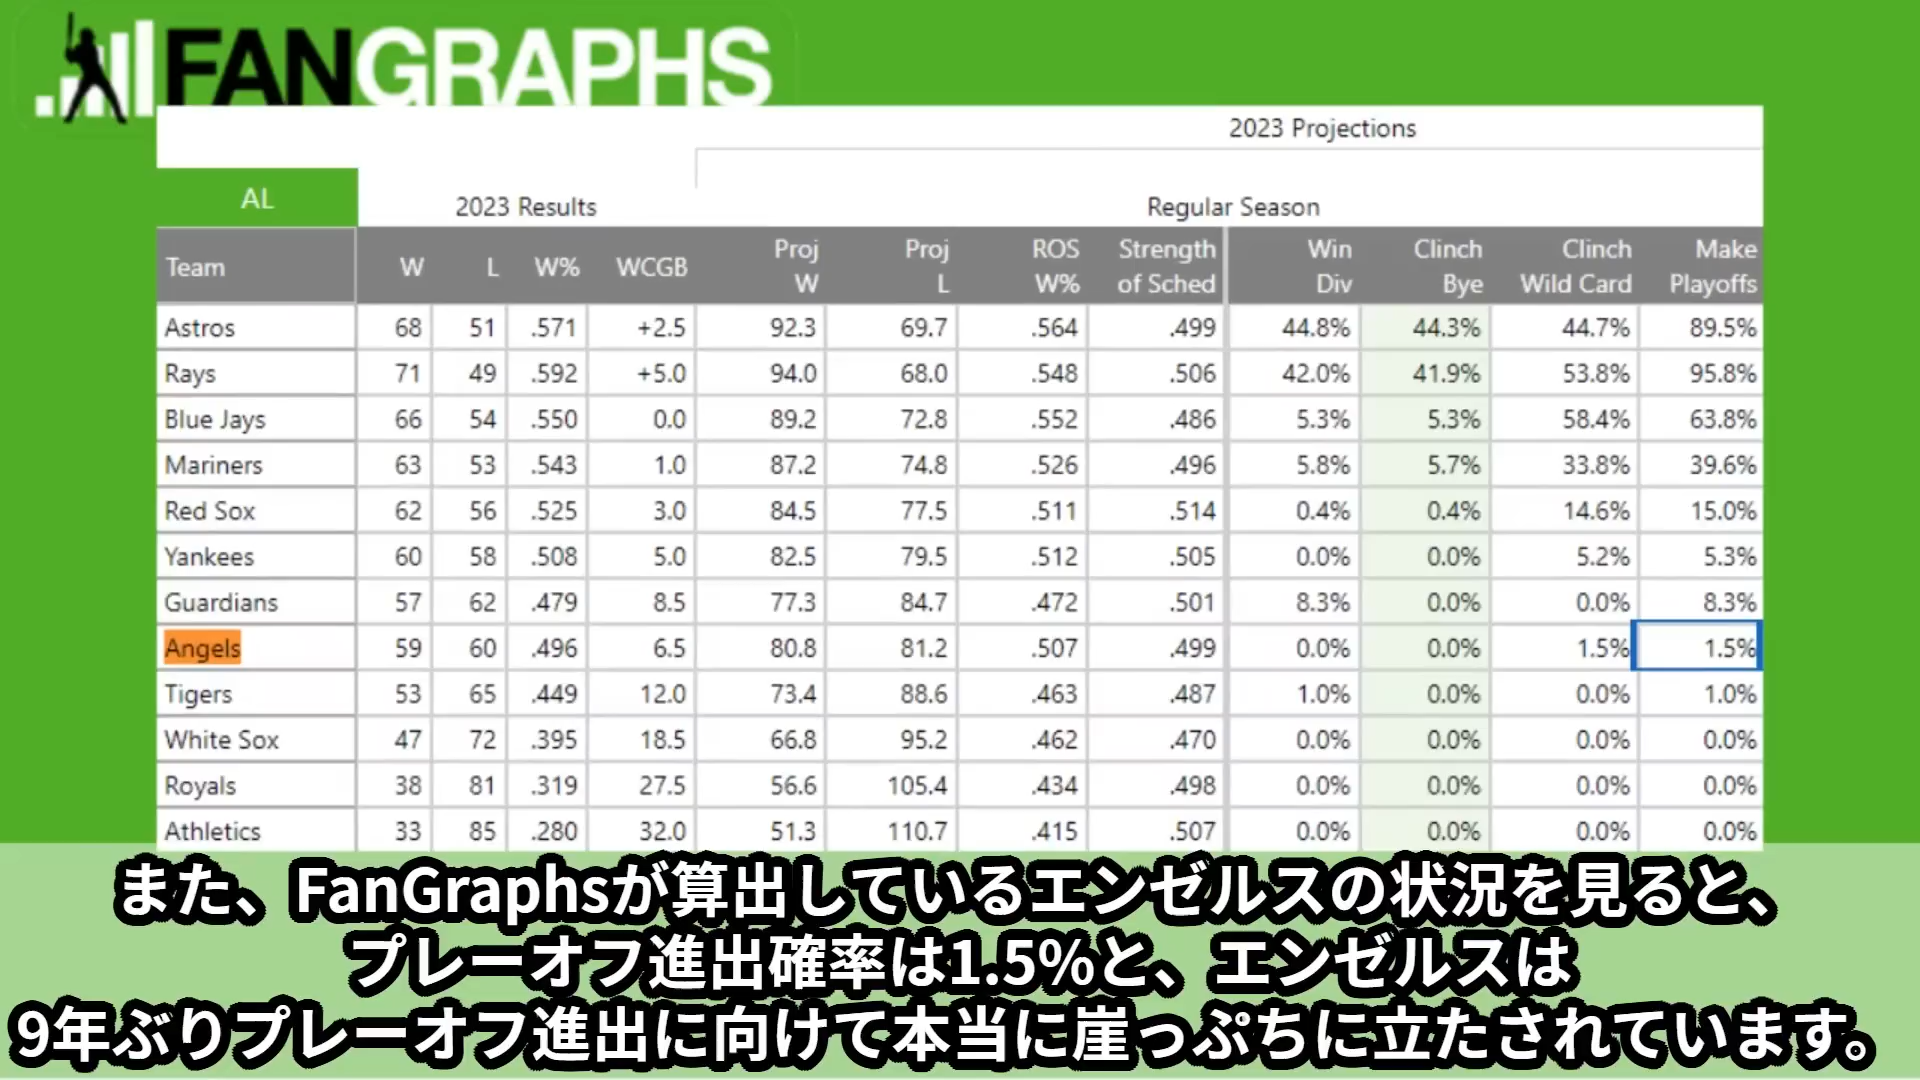 FANGRAPHS
2023 Projections
AL 2023 Results Regular Season
Team W L W% WCGB Proj W Proj L ROS W% Strength of Sched Win Div Clinch Bye Clinch Wild Card Make Playoffs
Astros 68 51 .571 +2.5 92.3 69.7 .564 .499 44.8% 44.3% 44.7% 89.5%
Rays 71 49 .592 +5.0 94.0 68.0 .548 .506 42.0% 41.9% 53.8% 95.8%
Blue Jays 66 54 .550 0.0 89.2 72.8 .552 .486 5.3% 5.3% 58.4% 63.8%
Mariners 63 53 .543 1.0 87.2 74.8 .526 .496 5.8% 5.7% 33.8% 39.6%
Red Sox 62 56 .525 3.0 84.5 77.5 .511 .514 0.4% 0.4% 14.6% 15.0%
Yankees 60 58 .508 5.0 82.5 79.5 .512 .505 0.0% 0.0% 5.2% 5.3%
Guardians 57 62 .479 8.5 77.3 84.7 .472 .501 8.3% 0.0% 0.0% 8.3%
Angels 59 60 .496 6.5 80.8 81.2 .507 .499 0.0% 0.0% 1.5% 1.5%
Tigers 53 65 .449 12.0 73.4 88.6 .463 .487 1.0% 0.0% 0.0% 1.0%
White Sox 47 72 .395 18.5 66.8 95.2 .462 .470 0.0% 0.0% 0.0% 0.0%
Royals 38 81 .319 27.5 56.6 105.4 .434 .498 0.0% 0.0% 0.0% 0.0%
Athletics 33 85 .280 32.0 51.3 110.7 .415 .507 0.0% 0.0% 0.0% 0.0%
また、FanGraphsが算出しているエンゼルスの状況を見ると、
プレーオフ進出確率は1.5%と、エンゼルスは
9年ぶりプレーオフ進出に向けて本当に崖っぷちに立たされています。